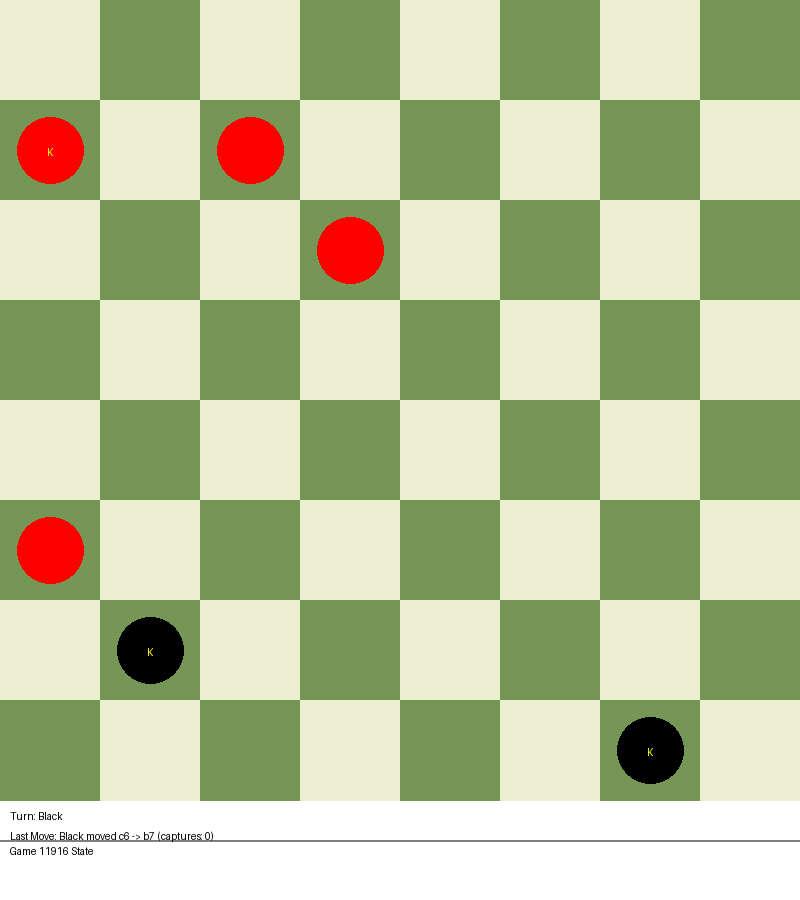 K
K
K
Turn: Black
Last Move: Black moved c6 -> b7 (captures: 0)
Game 11916 State